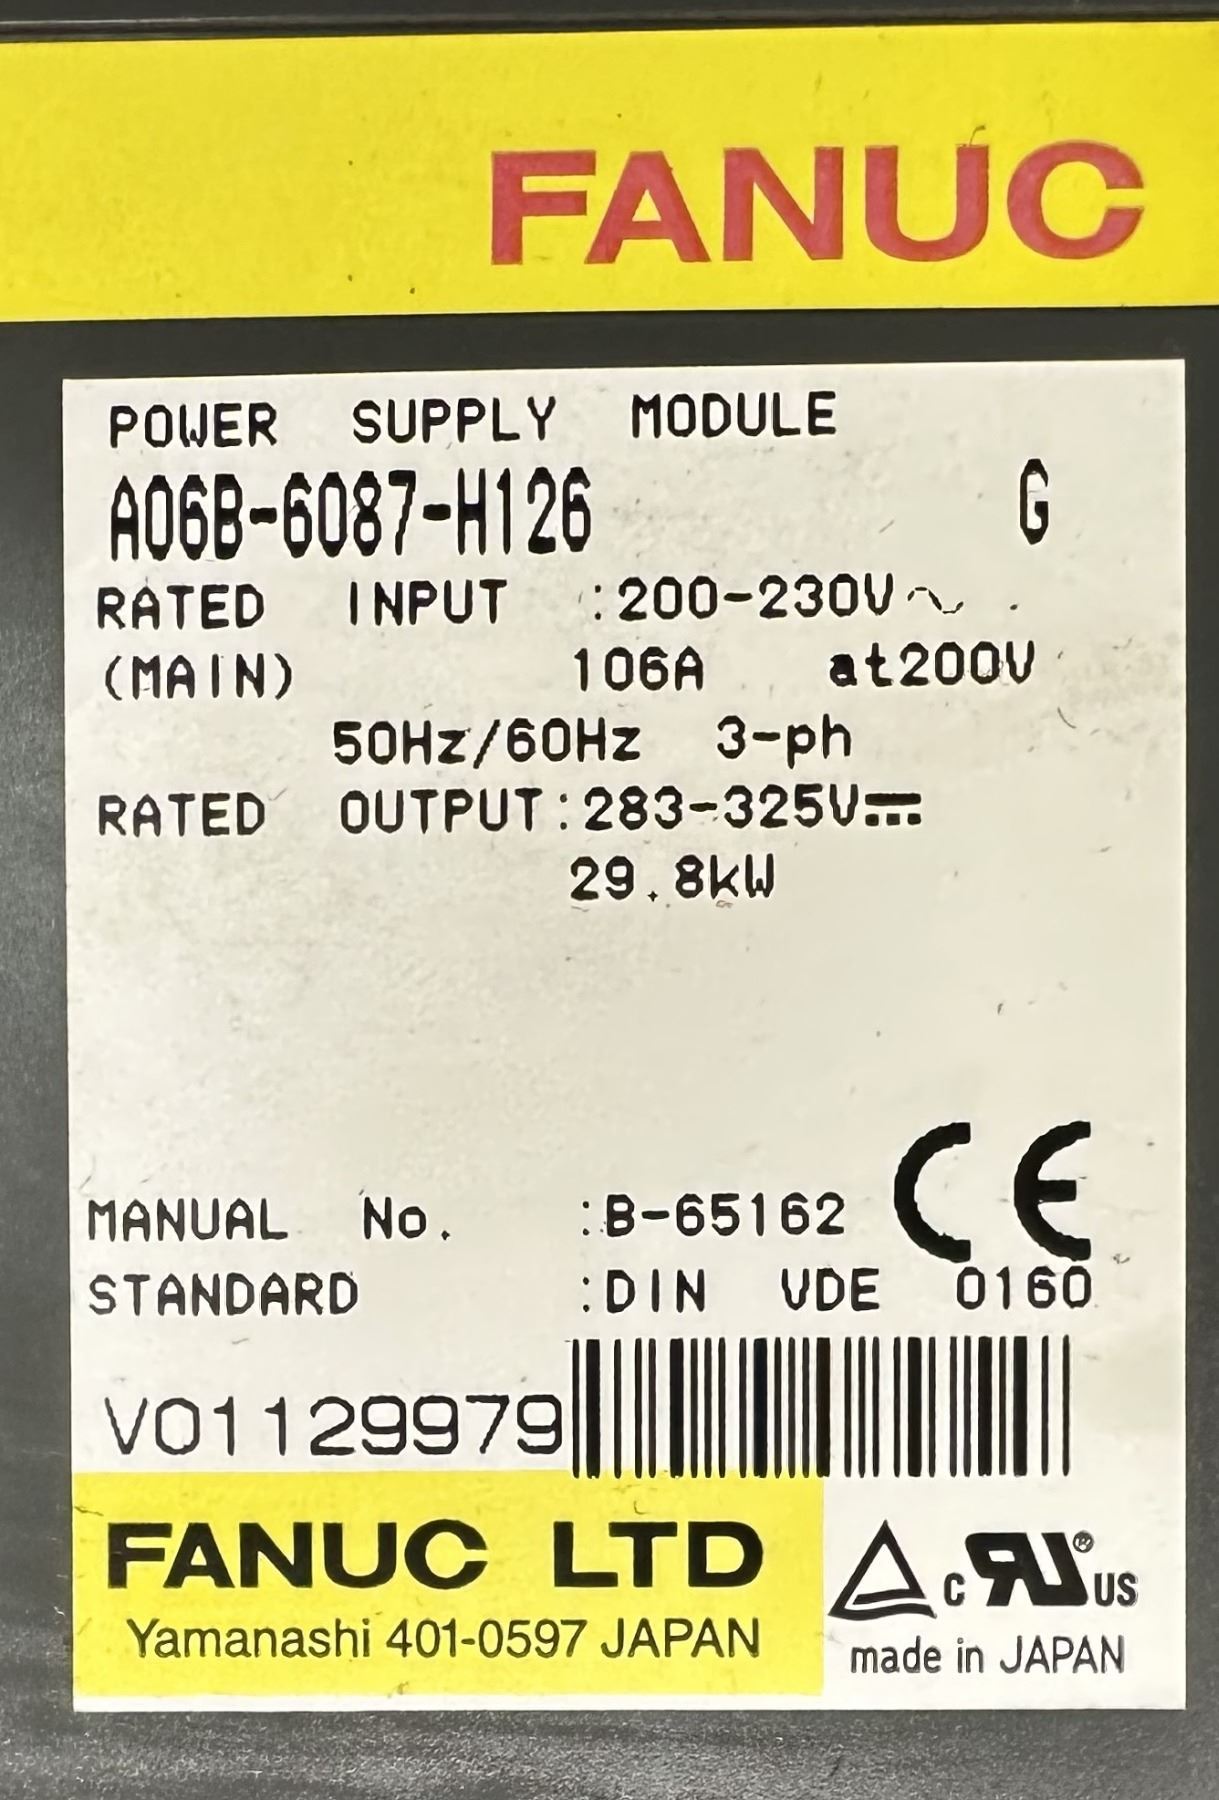 FANUC
POWER SUPPLY MODULE
A06B-6087-H126 G
RATED INPUT :200-230V~
(MAIN) 106A at200V
50Hz/60Hz 3-ph
RATED OUTPUT:283-325V⎓
29.8kW
CE
MANUAL No. :B-65162
STANDARD :DIN VDE 0160
V01129979
FANUC LTD
Yamanashi 401-0597 JAPAN
c RU® US
made in JAPAN